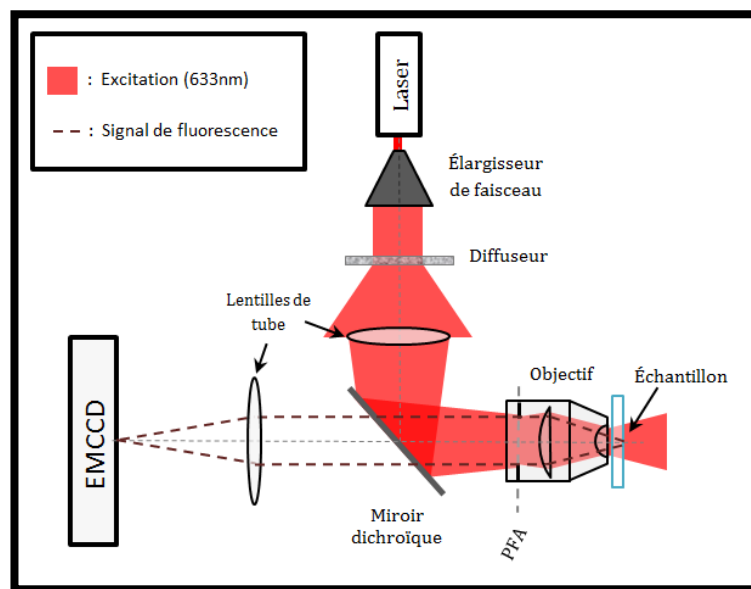 : Excitation (633nm)
: Signal de fluorescence
Laser
Élargisseur
de faisceau
Diffuseur
Lentilles de
tube
Objectif
Échantillon
EMCCD
Miroir
dichroïque
PFA